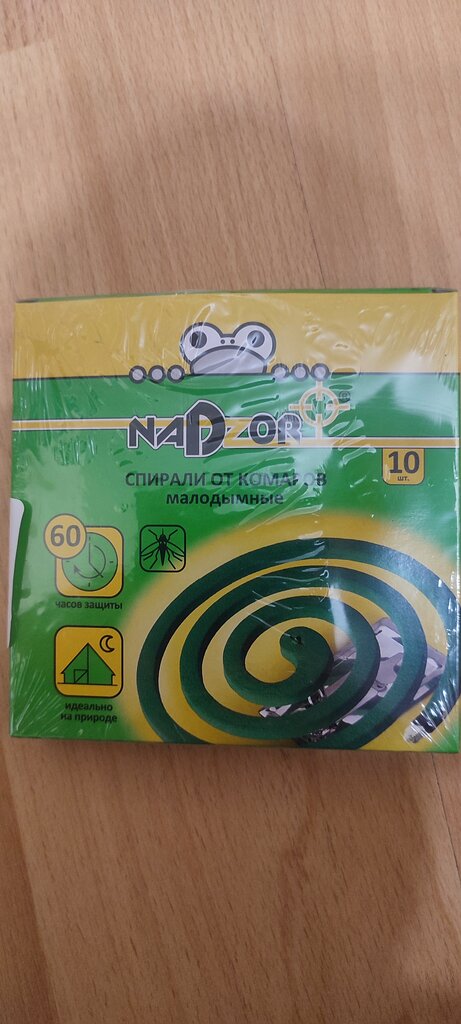 NADZOR
СПИРАЛИ ОТ КОМАРОВ
малодымные
10
шт.
60
часов защиты
идеально
на природе